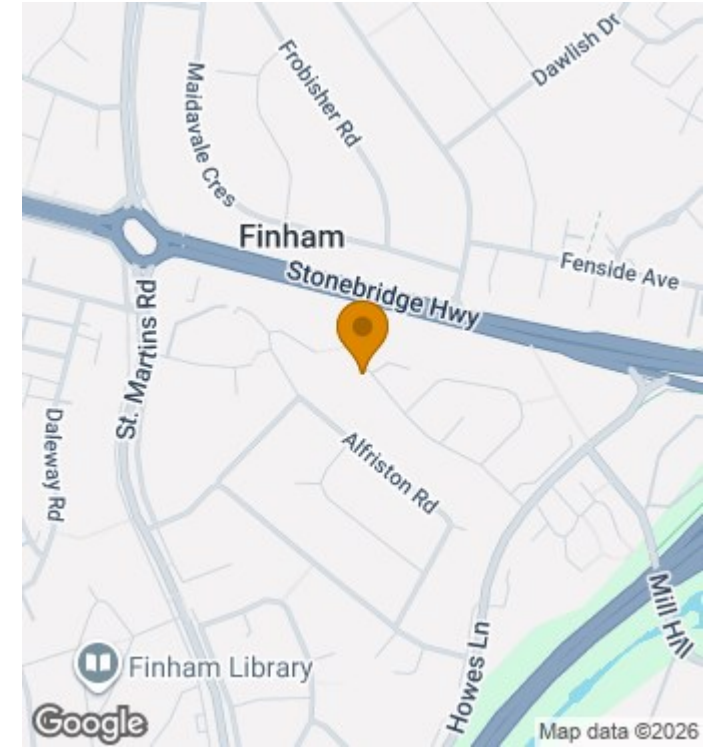 Dawlish Dr
Frobisher Rd
Maidavale Cres
Finham
Fenside Ave
Stonebridge Hwy
St. Martins Rd
Daleway Rd
Alfriston Rd
Mill Hill
Howes Ln
Finham Library
Google
Map data ©2026